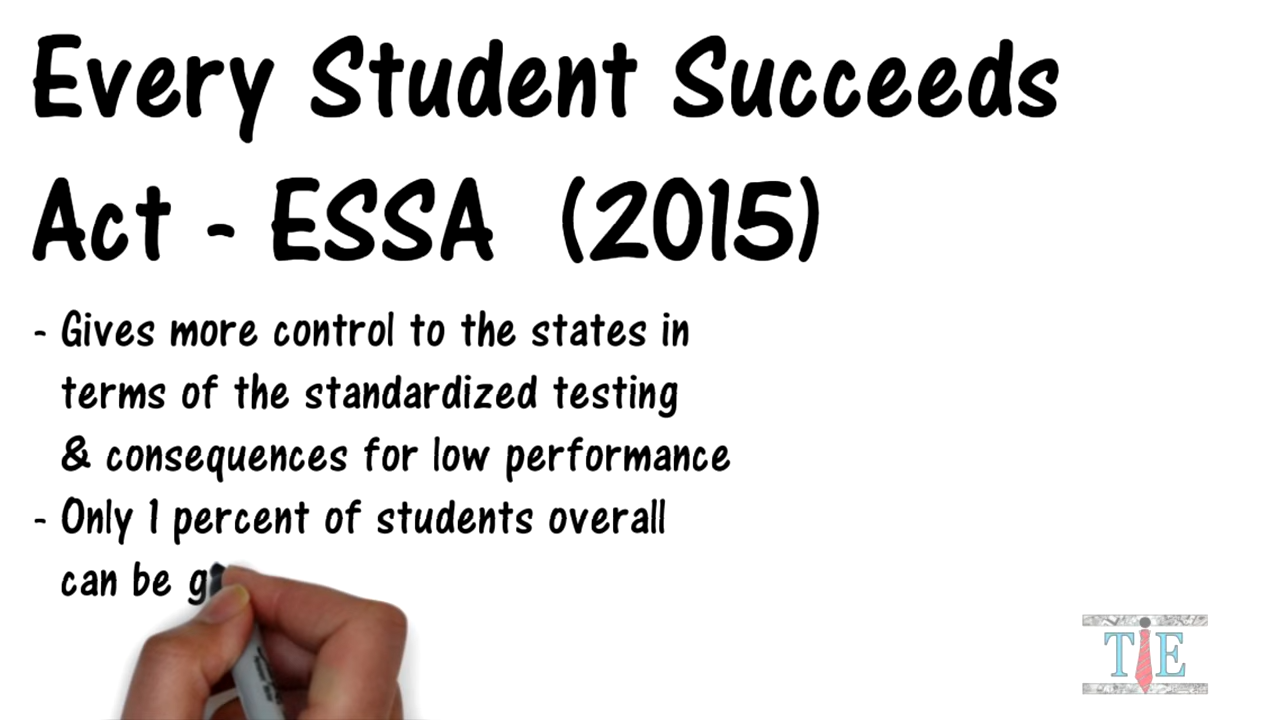 Every Student Succeeds
Act - ESSA (2015)
- Gives more control to the states in
terms of the standardized testing
& consequences for low performance
- Only 1 percent of students overall
can be g
TIE